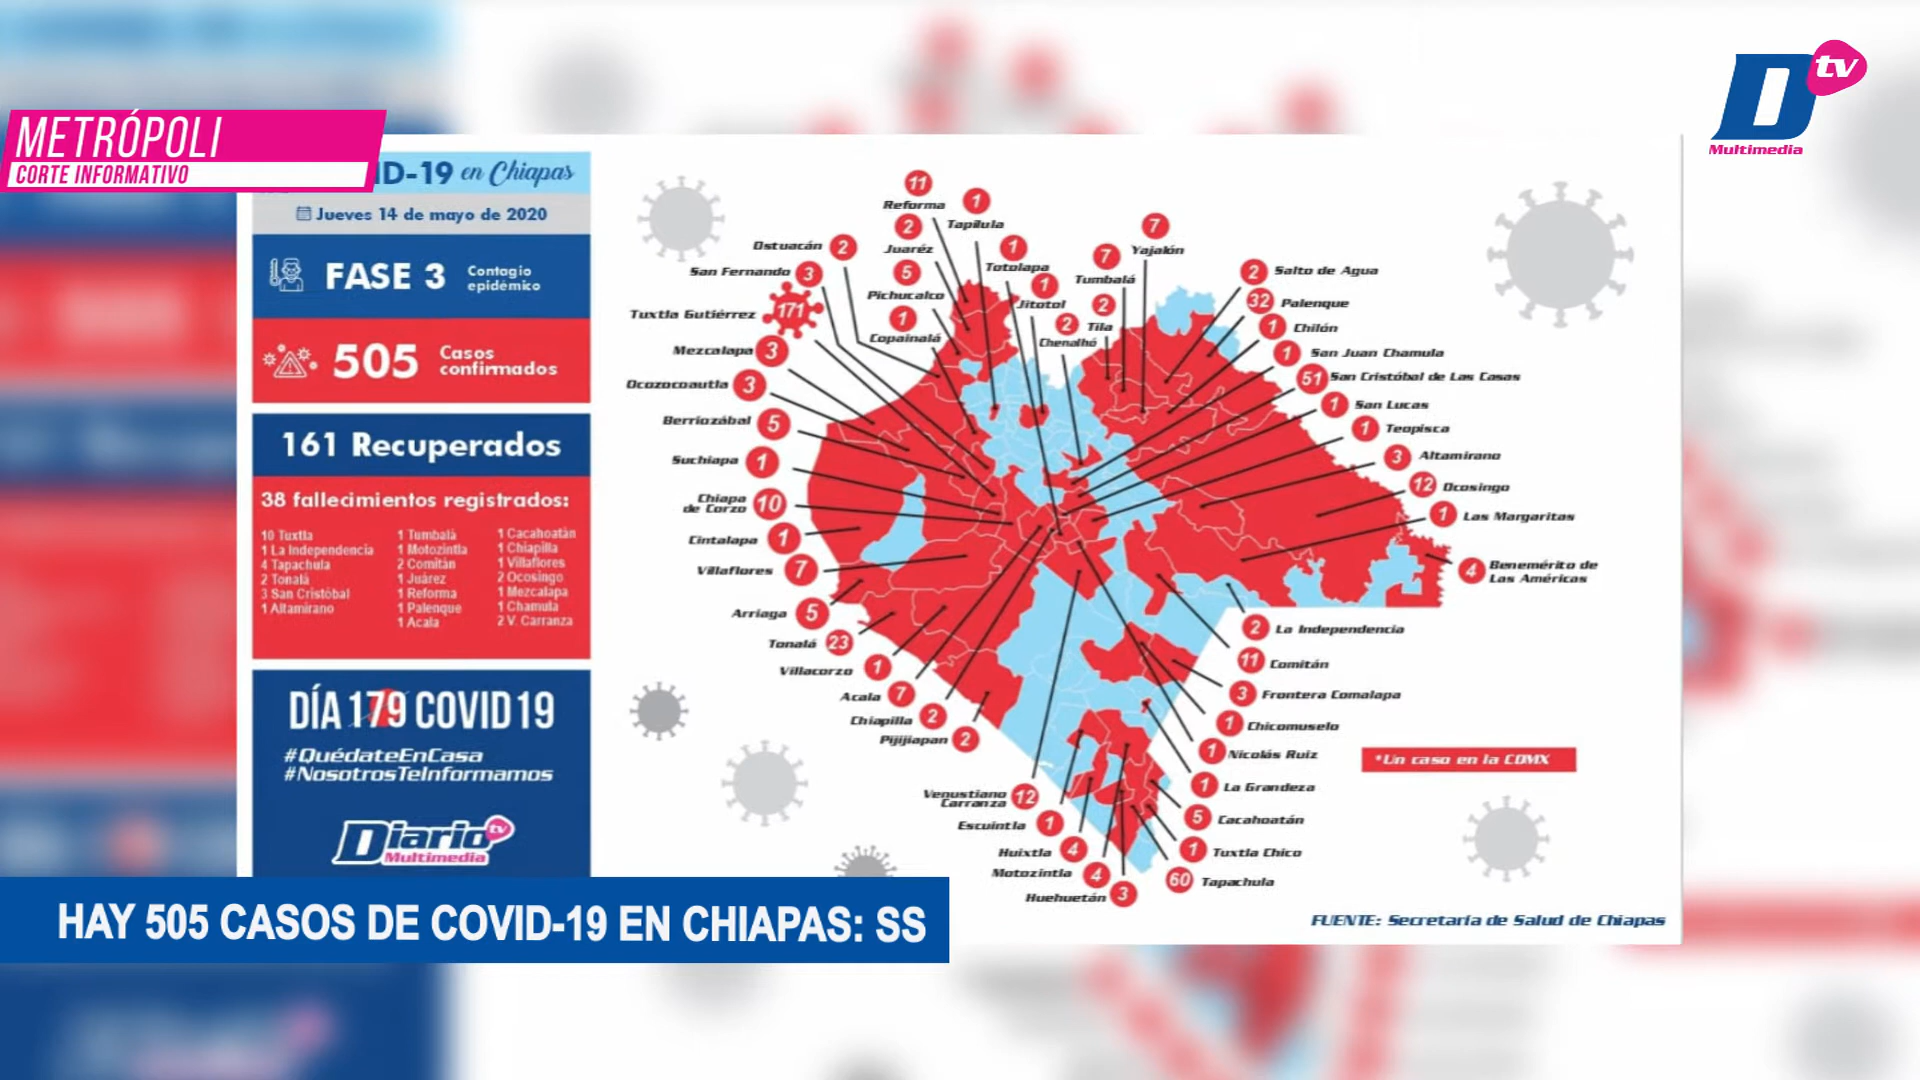 METRÓPOLI
CORTE INFORMATIVO
D
tv
Multimedia
ID-19 en Chiapas
Jueves 14 de mayo de 2020
FASE 3
Contagio
epidémico
505
Casos
confirmados
161 Recuperados
38 fallecimientos registrados:
10 Tuxtla
1 La Independencia
4 Tapachula
2 Tonalá
3 San Cristóbal
1 Altamirano
1 Tumbalá
1 Motozintla
2 Comitán
1 Juárez
1 Reforma
1 Palenque
1 Acala
1 Cacahoatán
1 Chiapilla
1 Villaflores
2 Ocosingo
1 Mezcalapa
1 Chamula
2 V. Carranza
DÍA 179 COVID 19
#QuédateEnCasa
#NosotrosTeInformamos
Diario tv
Multimedia
11
Reforma
1
Tapilula
2
Juaréz
Ostuacán 2
San Fernando 3
5
Pichucalco
1
Totolapa
1
Jitotol
7
Tumbalá
7
Yajalón
Tuxtla Gutiérrez 171
1
Copainalá
2
Chenalhó
2
Tila
Mezcalapa 3
Ocozocoautla 3
Berriozábal 5
Suchiapa 1
Chiapa
de Corzo 10
Cintalapa 1
Villaflores 7
Arriaga 5
Tonalá 23
Villacorzo 1
Acala 7
Chiapilla 2
Pijijiapan 2
Venustiano
Carranza 12
Escuintla 1
Huixtla 4
Motozintla 4
Huehuetán 3
2 Salto de Agua
32 Palenque
1 Chilón
1 San Juan Chamula
51 San Cristóbal de Las Casas
1 San Lucas
1 Teopisca
3 Altamirano
12 Ocosingo
1 Las Margaritas
4 Benemérito de
Las Américas
2 La Independencia
11 Comitán
3 Frontera Comalapa
1 Chicomuselo
1 Nicolás Ruiz
1 La Grandeza
5 Cacahoatán
1 Tuxtla Chico
60 Tapachula
*Un caso en la CDMX
FUENTE: Secretaría de Salud de Chiapas
HAY 505 CASOS DE COVID-19 EN CHIAPAS: SS